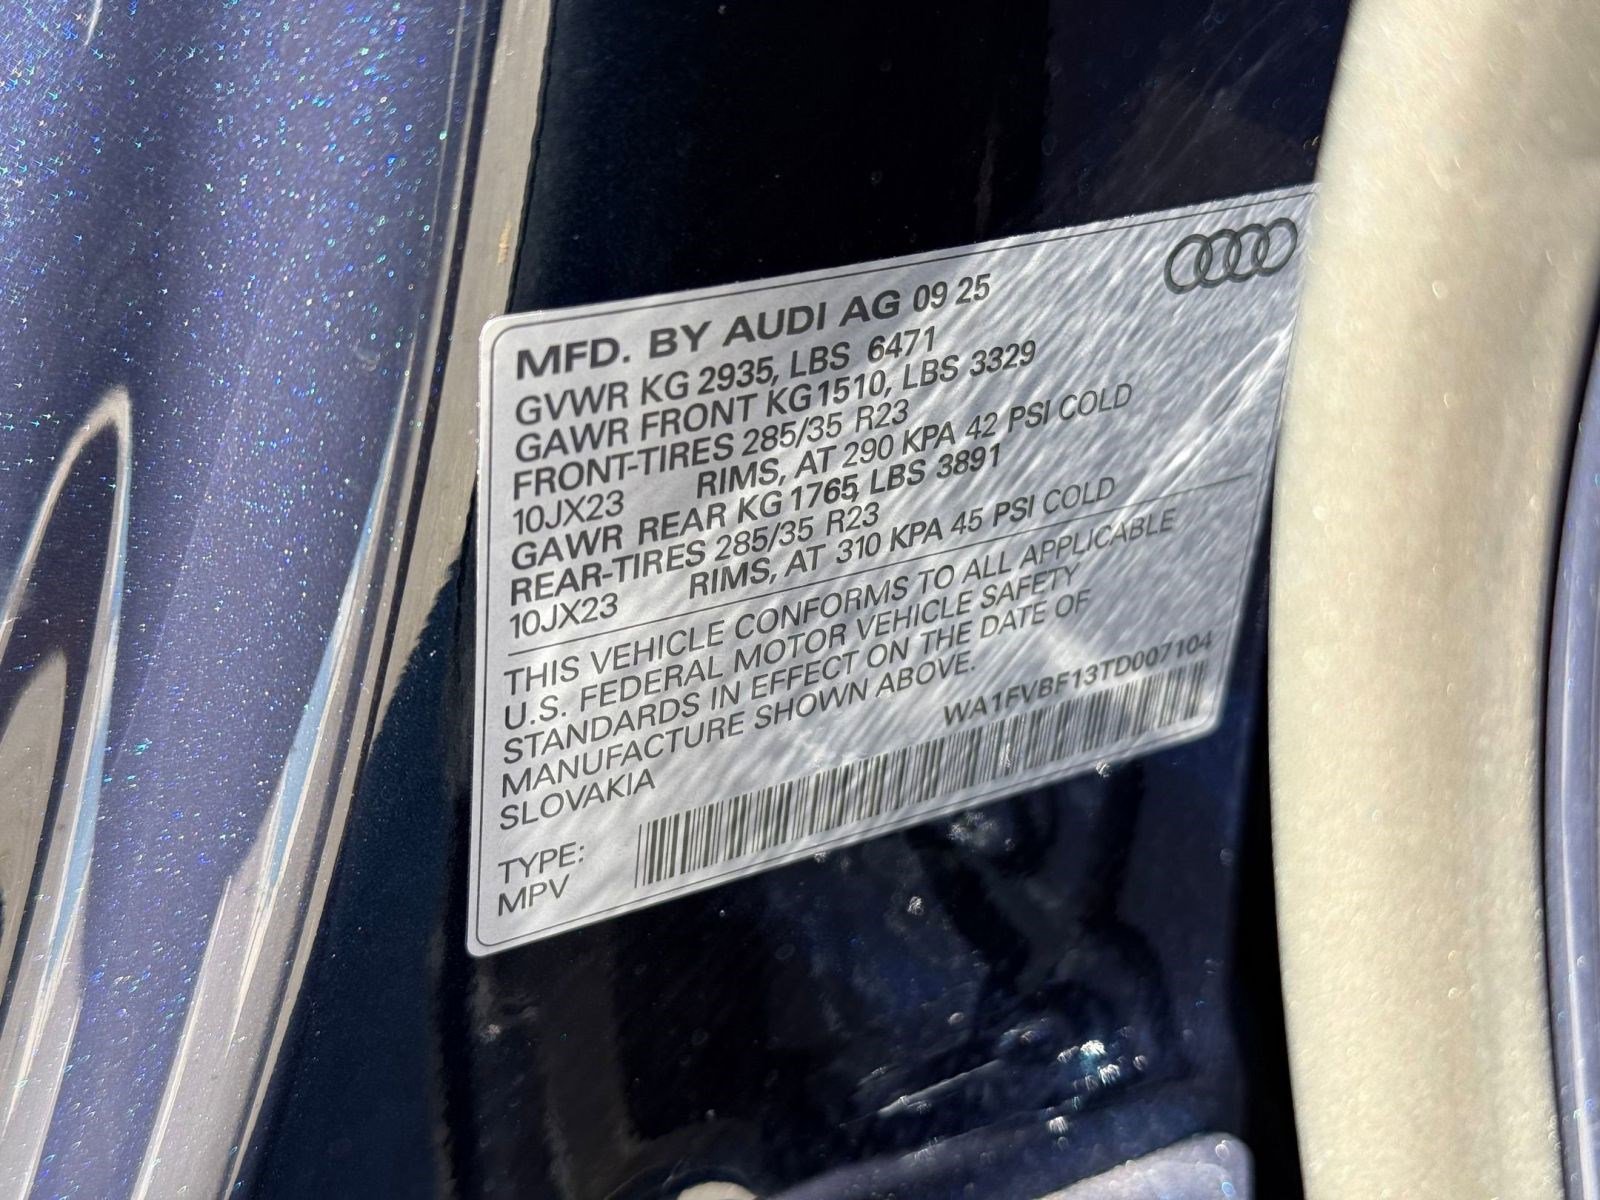 MFD. BY AUDI AG 09 25
GVWR KG 2935, LBS 6471
GAWR FRONT KG1510, LBS 3329
FRONT-TIRES 285/35 R23
10JX23 RIMS, AT 290 KPA 42 PSI COLD
GAWR REAR KG 1765, LBS 3891
REAR-TIRES 285/35 R23
10JX23 RIMS, AT 310 KPA 45 PSI COLD
THIS VEHICLE CONFORMS TO ALL APPLICABLE
U.S. FEDERAL MOTOR VEHICLE SAFETY
STANDARDS IN EFFECT ON THE DATE OF
MANUFACTURE SHOWN ABOVE.
SLOVAKIA WA1FVBF13TD007104
TYPE:
MPV